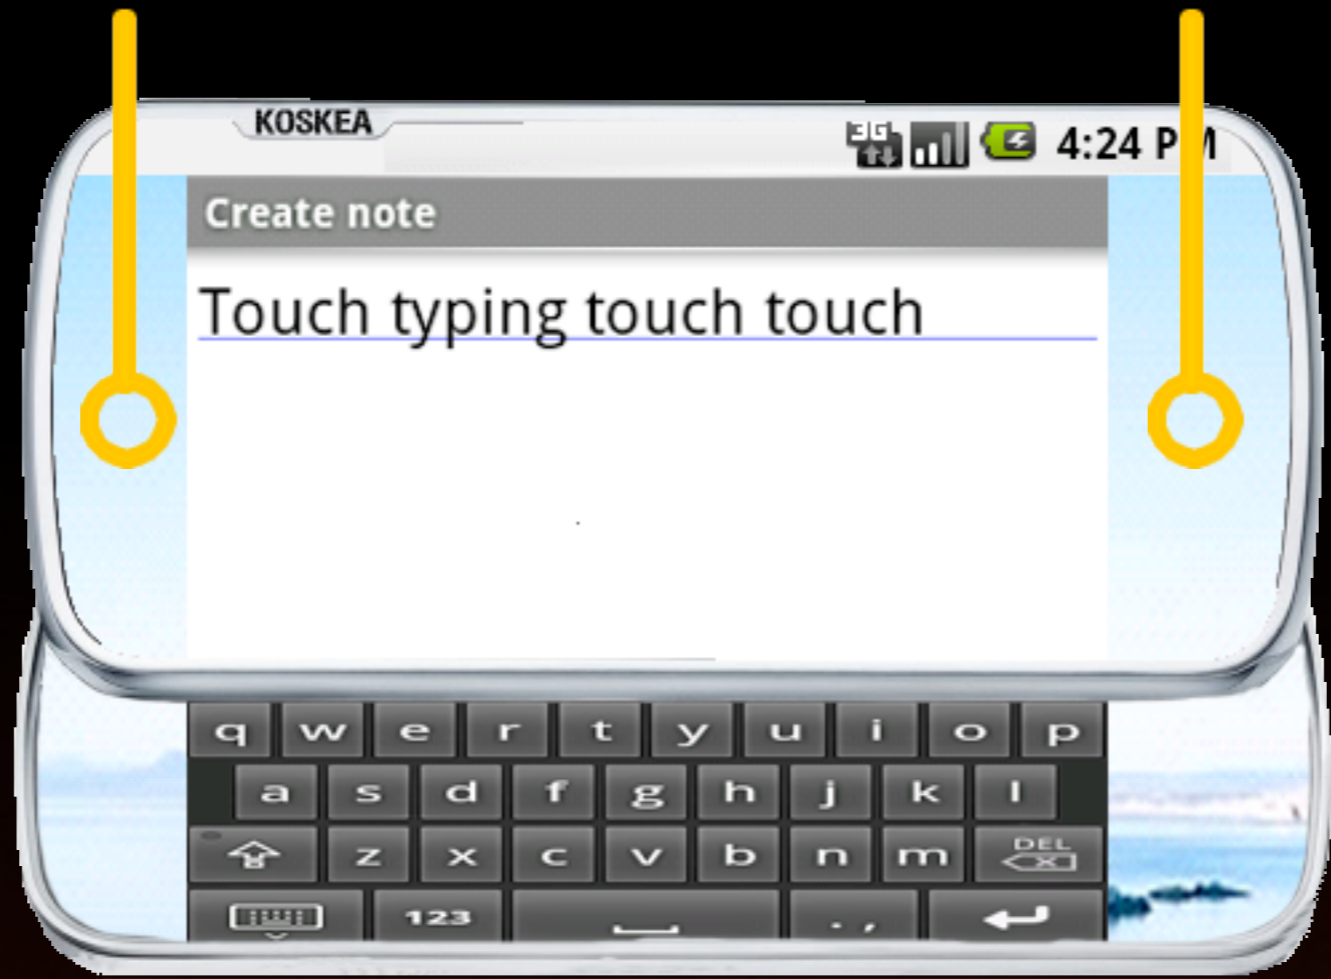 KOSKEA
3G 4:24 PM
Create note
Touch typing touch touch
q w e r t y u i o p
a s d f g h j k l
z x c v b n m DEL
123 . ,